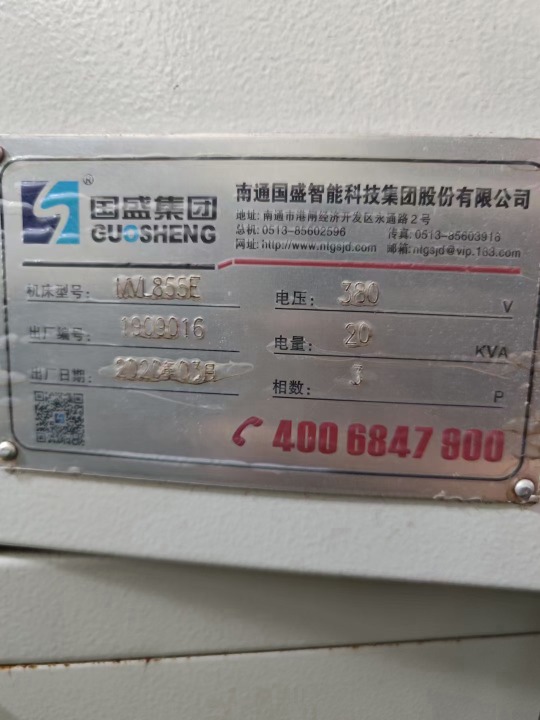 ®
国盛集团
GUOSHENG
南通国盛智能科技集团股份有限公司
地址: 南通市港闸经济开发区永通路2号
总机: 0513-85602596 传真: 0513-85603916
网址: http://www.ntgsjd.com 邮箱: ntgsjd@vip.163.com
机床型号:
电压: 380 V
出厂编号: 1909016
电量: 20 KVA
出厂日期:
相数: 3 P
400 6847 900